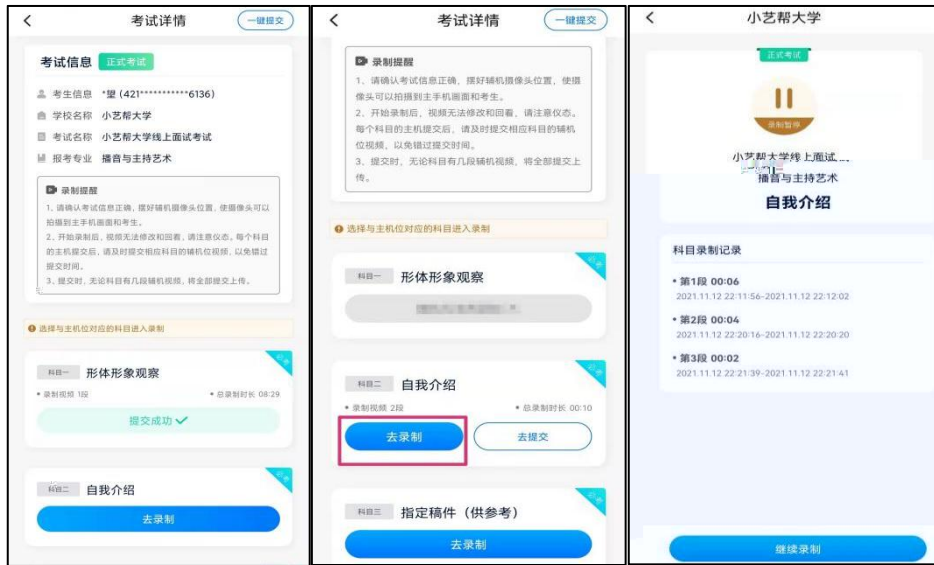 考试详情
一键提交
考试信息
正式考试
考生信息 *望 (421***********6136)
学校名称 小艺帮大学
考试名称 小艺帮大学线上面试考试
报考专业 播音与主持艺术
录制提醒
1、请确认考试信息正确，摆好辅机摄像头位置，使摄像头可以
拍摄到主手机画面和考生。
2、开始录制后，视频无法修改和回看，请注意仪态。每个科目
的主机提交后，请及时提交相应科目的辅机位视频，以免错过
提交时间。
3、提交时，无论科目有几段辅机视频，将全部提交上传。
选择与主机位对应的科目进入录制
必考
科目一 形体形象观察
• 录制视频 1段
• 总录制时长 08:29
提交成功
必考
科目二 自我介绍
去录制
考试详情
一键提交
录制提醒
1、请确认考试信息正确，摆好辅机摄像头位置，使摄
像头可以拍摄到主手机画面和考生。
2、开始录制后，视频无法修改和回看，请注意仪态。
每个科目的主机提交后，请及时提交相应科目的辅机
位视频，以免错过提交时间。
3、提交时，无论科目有几段辅机视频，将全部提交上
传。
选择与主机位对应的科目进入录制
必考
科目一 形体形象观察
必考
科目二 自我介绍
• 录制视频 2段
• 总录制时长 00:10
去录制
去提交
必考
科目三 指定稿件（供参考）
去录制
小艺帮大学
正式考试
录制暂停
小艺帮大学线上面试
播音与主持艺术
自我介绍
科目录制记录
• 第1段 00:06
2021.11.12 22:11:56-2021.11.12 22:12:02
• 第2段 00:04
2021.11.12 22:20:16-2021.11.12 22:20:20
• 第3段 00:02
2021.11.12 22:21:39-2021.11.12 22:21:41
继续录制